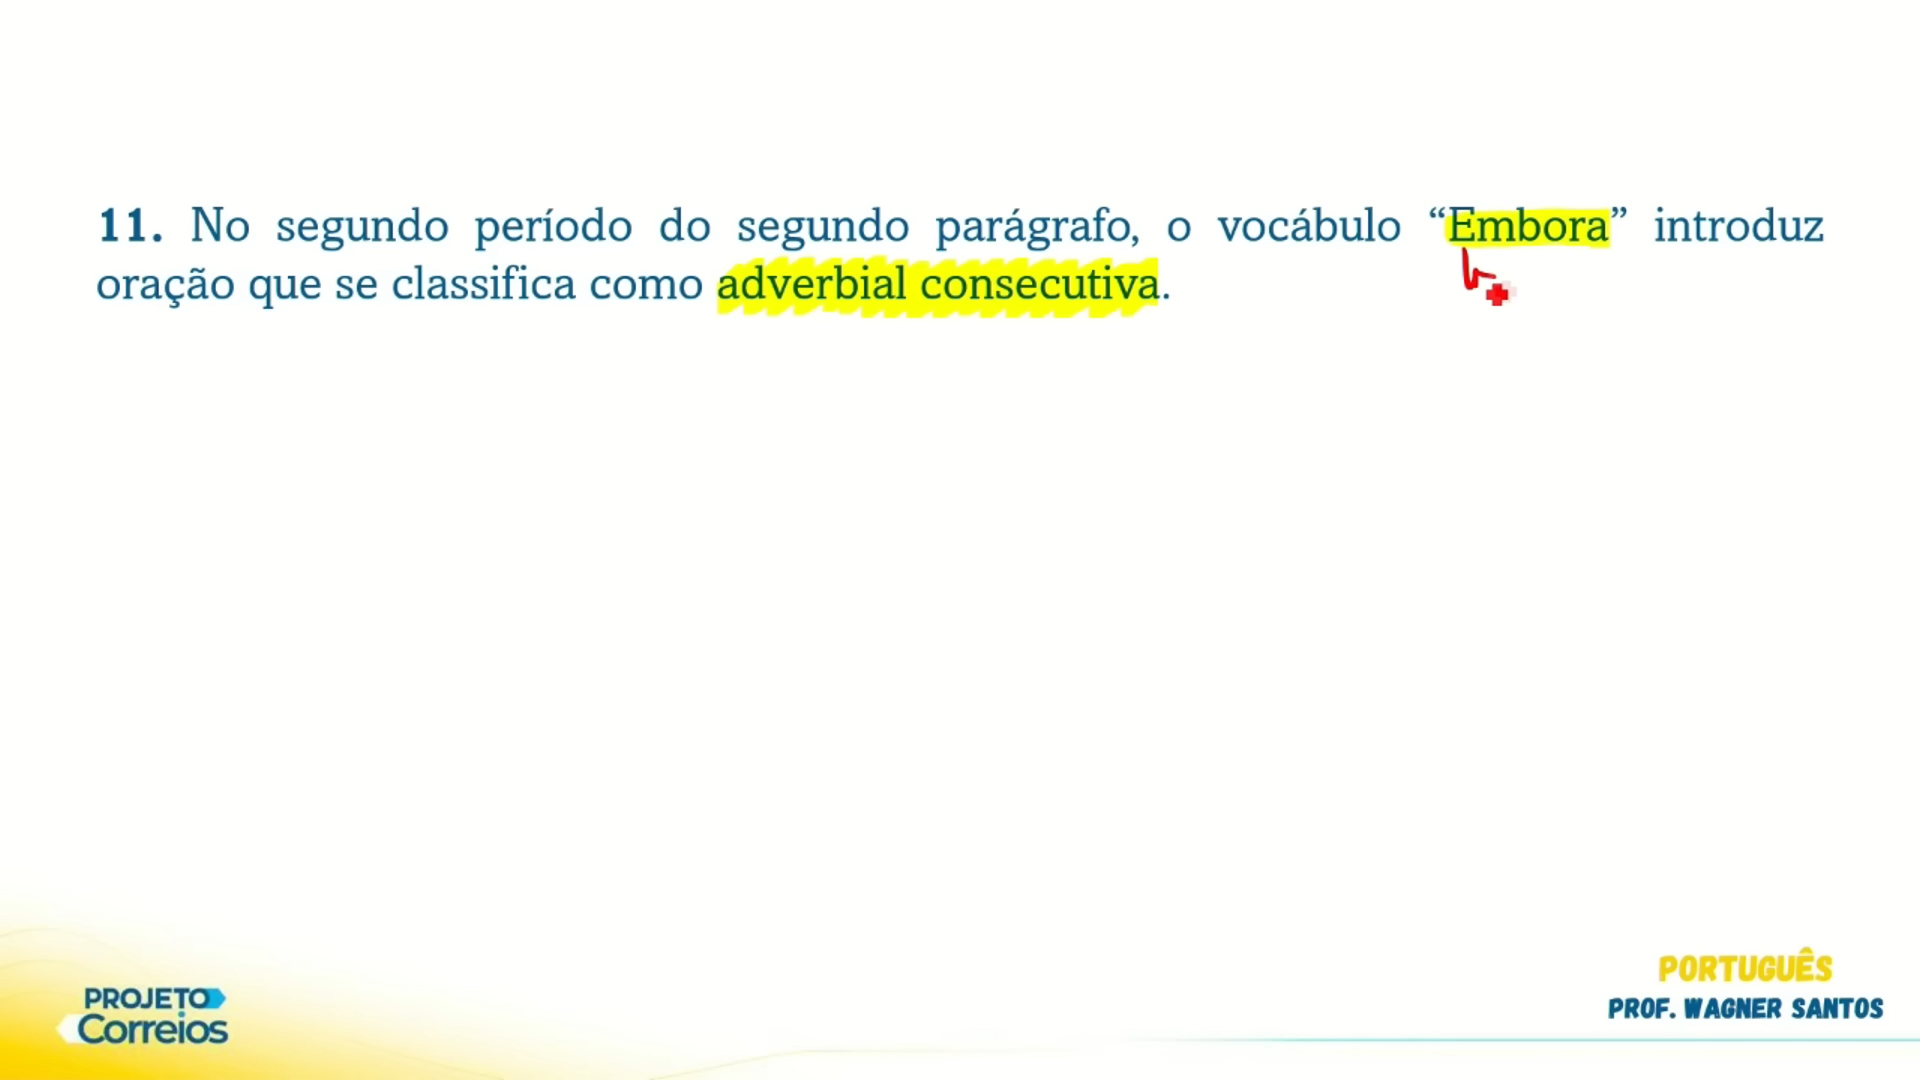 11. No segundo período do segundo parágrafo, o vocábulo “Embora” introduz
oração que se classifica como adverbial consecutiva.
PORTUGUÊS
PROF. WAGNER SANTOS
PROJETO
Correios